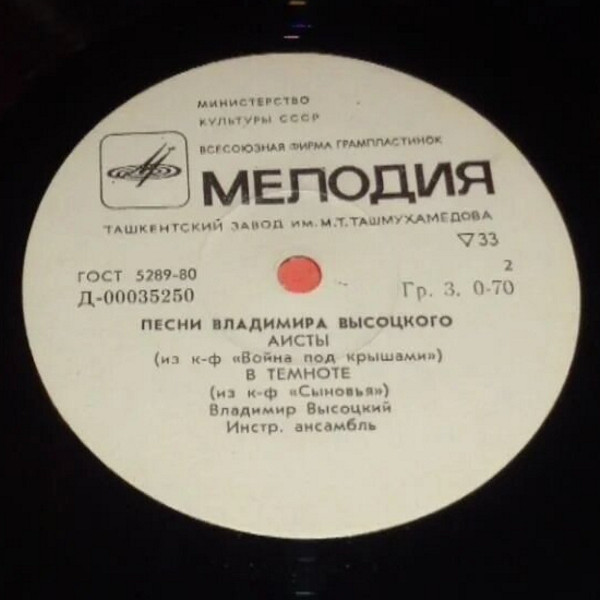 МИНИСТЕРСТВО
КУЛЬТУРЫ СССР
ВСЕСОЮЗНАЯ ФИРМА ГРАМПЛАСТИНОК
МЕЛОДИЯ
ТАШКЕНТСКИЙ ЗАВОД ИМ. М.Т. ТАШМУХАМЕДОВА
▽33
ГОСТ 5289-80
2
Д-00035250
Гр. 3. 0-70
ПЕСНИ ВЛАДИМИРА ВЫСОЦКОГО
АИСТЫ
(из к-ф «Война под крышами»)
В ТЕМНОТЕ
(из к-ф «Сыновья»)
Владимир Высоцкий
Инстр. ансамбль